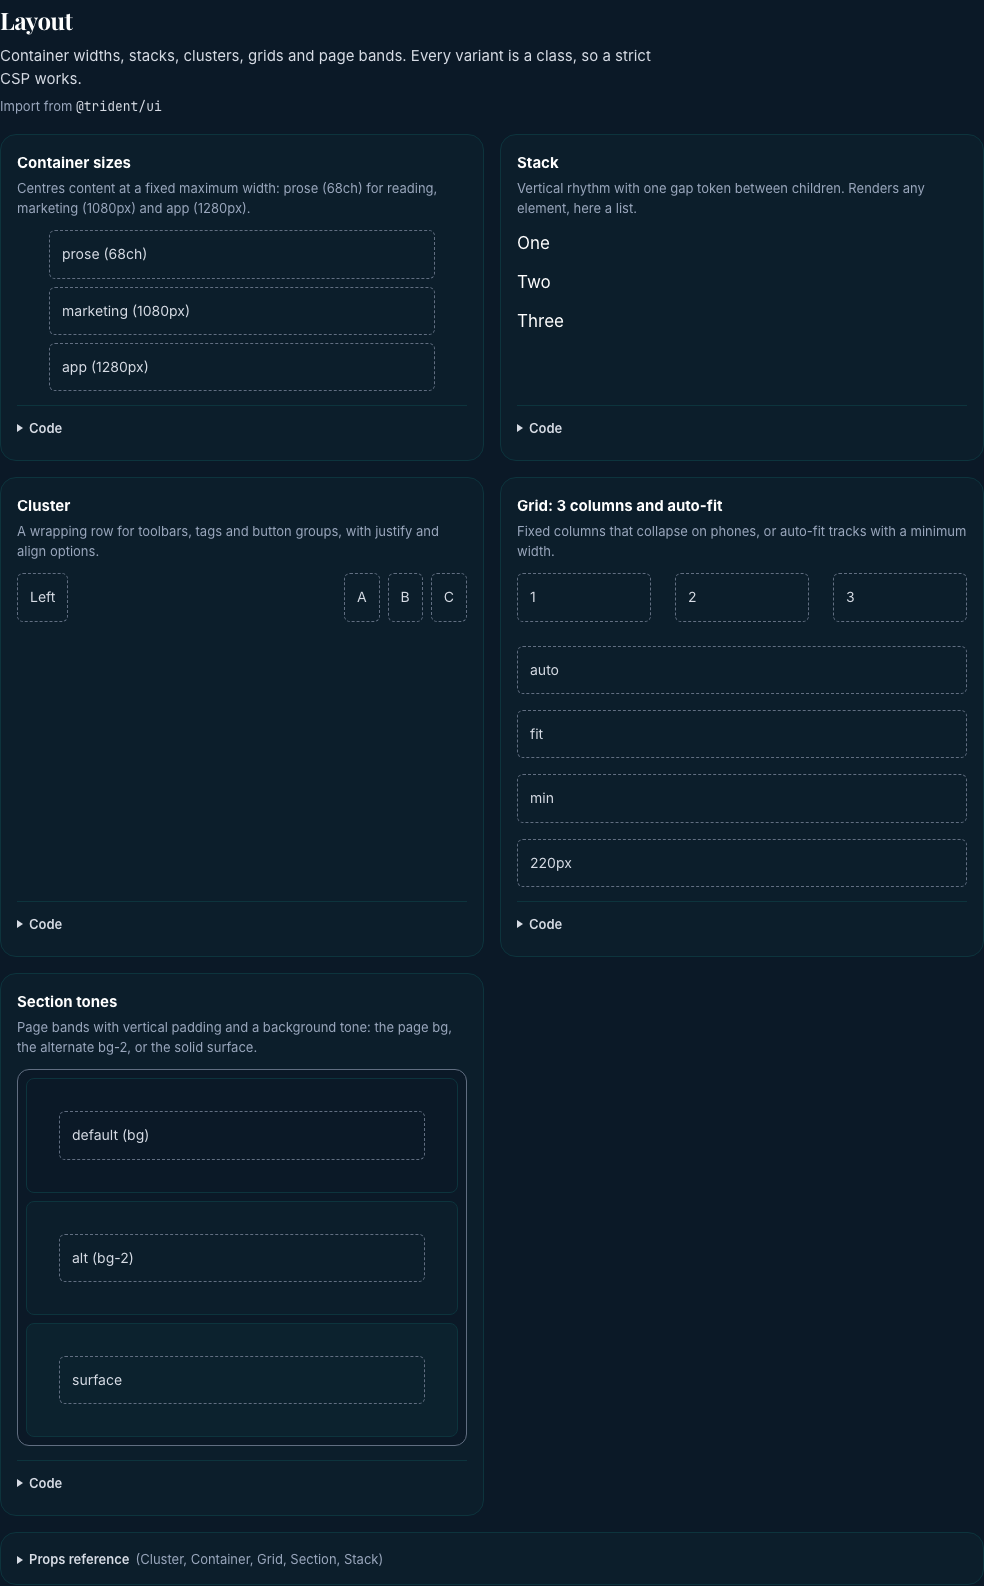 Layout
Container widths, stacks, clusters, grids and page bands. Every variant is a class, so a strict
CSP works.
Import from @trident/ui
Container sizes
Centres content at a fixed maximum width: prose (68ch) for reading,
marketing (1080px) and app (1280px).
prose (68ch)
marketing (1080px)
app (1280px)
Code
Stack
Vertical rhythm with one gap token between children. Renders any
element, here a list.
One
Two
Three
Code
Cluster
A wrapping row for toolbars, tags and button groups, with justify and
align options.
Left
A
B
C
Code
Grid: 3 columns and auto-fit
Fixed columns that collapse on phones, or auto-fit tracks with a minimum
width.
1
2
3
auto
fit
min
220px
Code
Section tones
Page bands with vertical padding and a background tone: the page bg,
the alternate bg-2, or the solid surface.
default (bg)
alt (bg-2)
surface
Code
Props reference (Cluster, Container, Grid, Section, Stack)